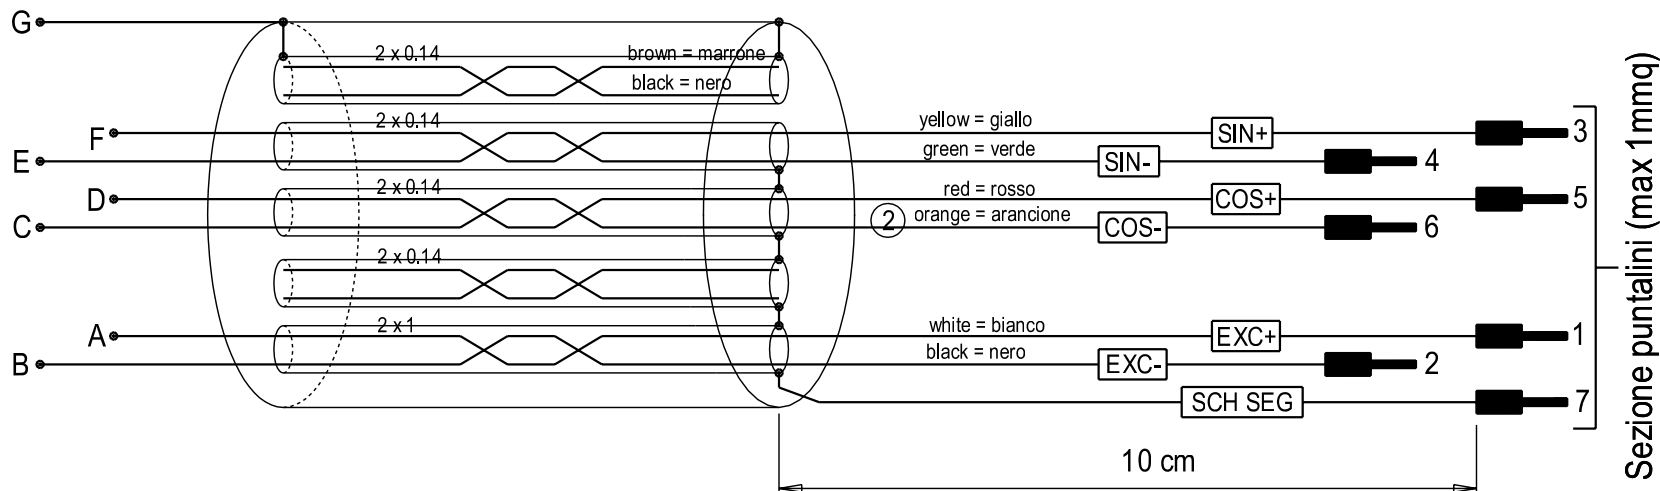 G
2 x 0.14
brown = marrone
black = nero
F
2 x 0.14
yellow = giallo
SIN+
3
E
green = verde
SIN-
4
D
2 x 0.14
red = rosso
COS+
5
C
2
orange = arancione
COS-
6
2 x 0.14
A
2 x 1
white = bianco
EXC+
1
B
black = nero
EXC-
2
SCH SEG
7
10 cm
Sezione puntalini (max 1mmq)